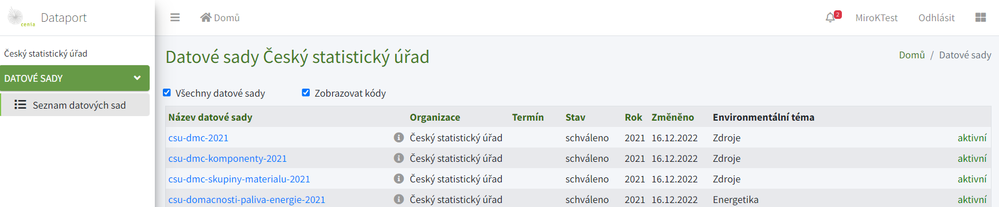 cenia Dataport
Domů
2
MiroKTest
Odhlásit
Český statistický úřad
DATOVÉ SADY
Seznam datových sad
Datové sady Český statistický úřad
Domů / Datové sady
Všechny datové sady
Zobrazovat kódy
Název datové sady Organizace Termín Stav Rok Změněno Environmentální téma
csu-dmc-2021 Český statistický úřad schváleno 2021 16.12.2022 Zdroje aktivní
csu-dmc-komponenty-2021 Český statistický úřad schváleno 2021 16.12.2022 Zdroje aktivní
csu-dmc-skupiny-materialu-2021 Český statistický úřad schváleno 2021 16.12.2022 Zdroje aktivní
csu-domacnosti-paliva-energie-2021 Český statistický úřad schváleno 2021 16.12.2022 Energetika aktivní